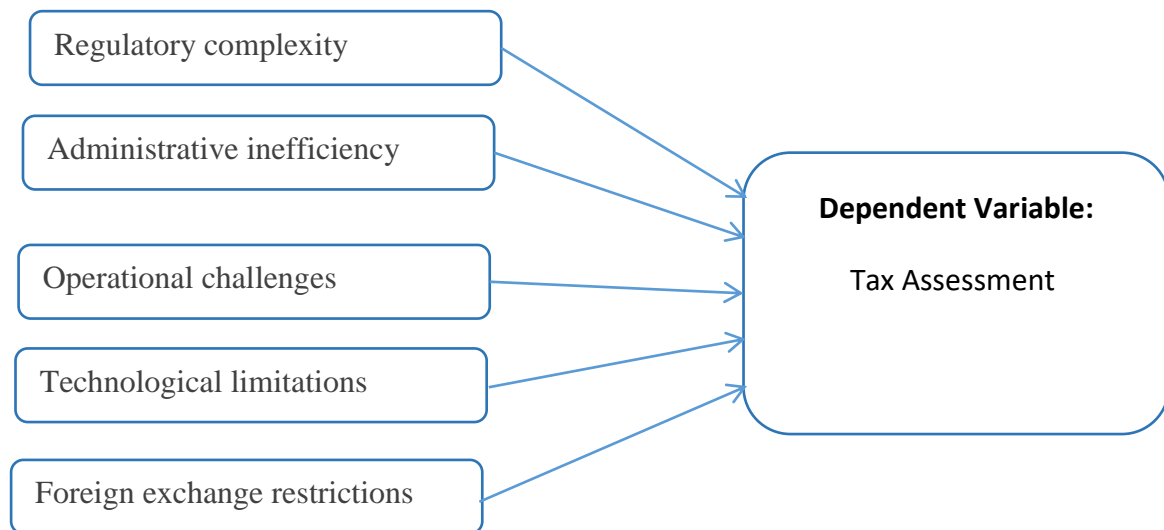 Regulatory complexity
Administrative inefficiency
Operational challenges
Technological limitations
Foreign exchange restrictions
Dependent Variable:
Tax Assessment